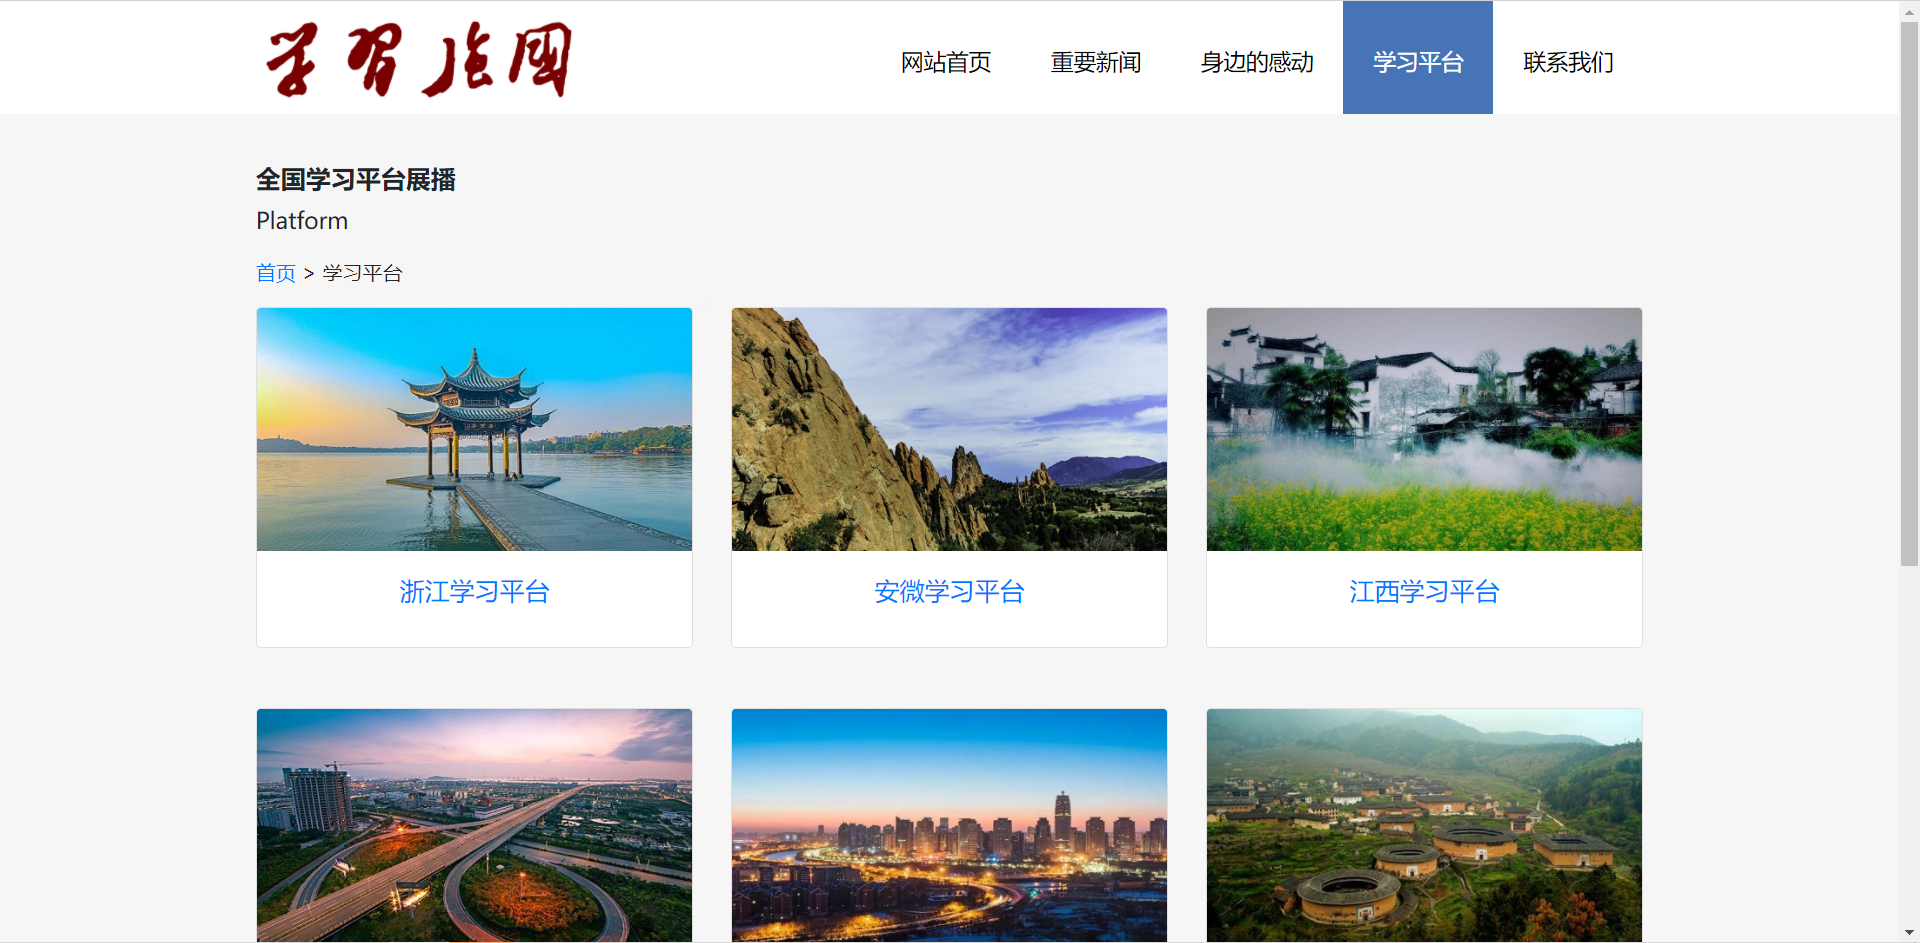 学习强国
网站首页
重要新闻
身边的感动
学习平台
联系我们
全国学习平台展播
Platform
首页 > 学习平台
浙江学习平台
安微学习平台
江西学习平台